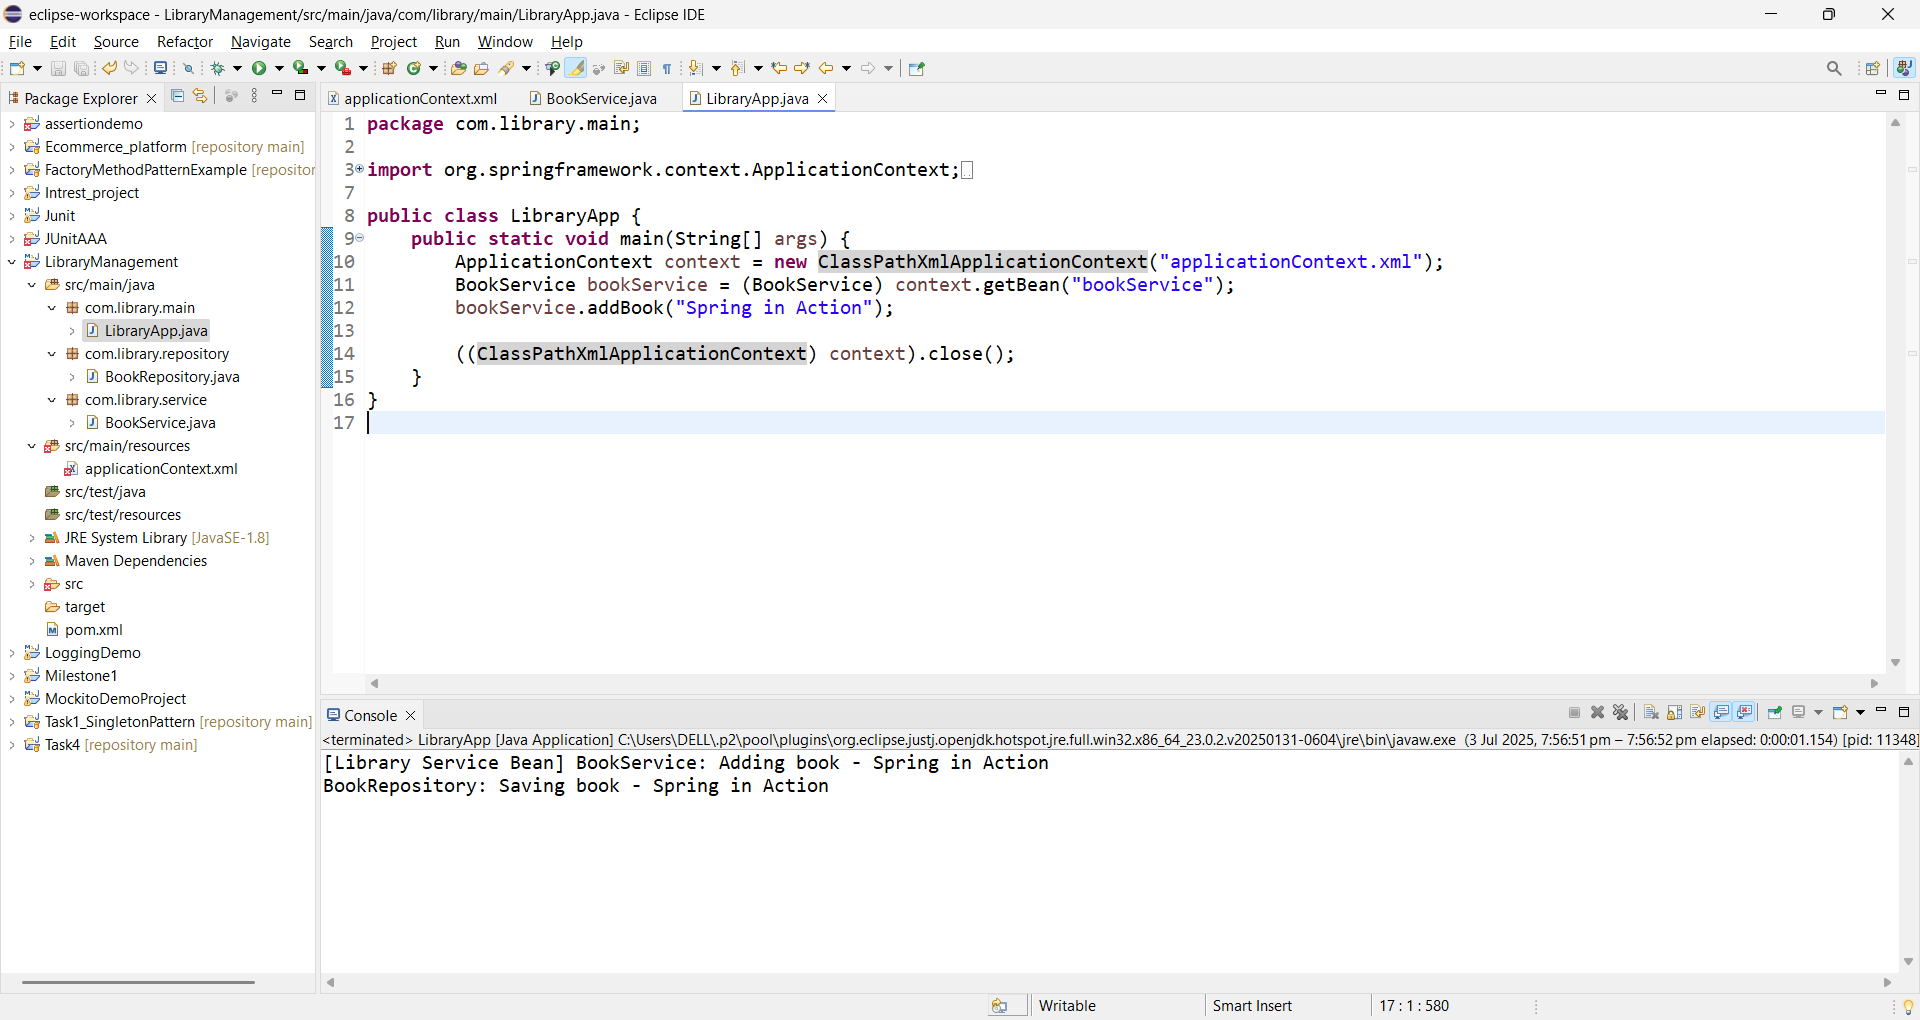 eclipse-workspace - LibraryManagement/src/main/java/com/library/main/LibraryApp.java - Eclipse IDE
File Edit Source Refactor Navigate Search Project Run Window Help
Package Explorer
assertiondemo
Ecommerce_platform [repository main]
FactoryMethodPatternExample [repositor
Intrest_project
Junit
JUnitAAA
LibraryManagement
src/main/java
com.library.main
LibraryApp.java
com.library.repository
BookRepository.java
com.library.service
BookService.java
src/main/resources
applicationContext.xml
src/test/java
src/test/resources
JRE System Library [JavaSE-1.8]
Maven Dependencies
src
target
pom.xml
LoggingDemo
Milestone1
MockitoDemoProject
Task1_SingletonPattern [repository main]
Task4 [repository main]
applicationContext.xml BookService.java LibraryApp.java
1 package com.library.main;
2
3 import org.springframework.context.ApplicationContext;
7
8 public class LibraryApp {
9 public static void main(String[] args) {
10 ApplicationContext context = new ClassPathXmlApplicationContext("applicationContext.xml");
11 BookService bookService = (BookService) context.getBean("bookService");
12 bookService.addBook("Spring in Action");
13
14 ((ClassPathXmlApplicationContext) context).close();
15 }
16 }
17
Console
<terminated> LibraryApp [Java Application] C:\Users\DELL\.p2\pool\plugins\org.eclipse.justj.openjdk.hotspot.jre.full.win32.x86_64_23.0.2.v20250131-0604\jre\bin\javaw.exe (3 Jul 2025, 7:56:51 pm – 7:56:52 pm elapsed: 0:00:01.154) [pid: 11348]
[Library Service Bean] BookService: Adding book - Spring in Action
BookRepository: Saving book - Spring in Action
Writable Smart Insert 17 : 1 : 580